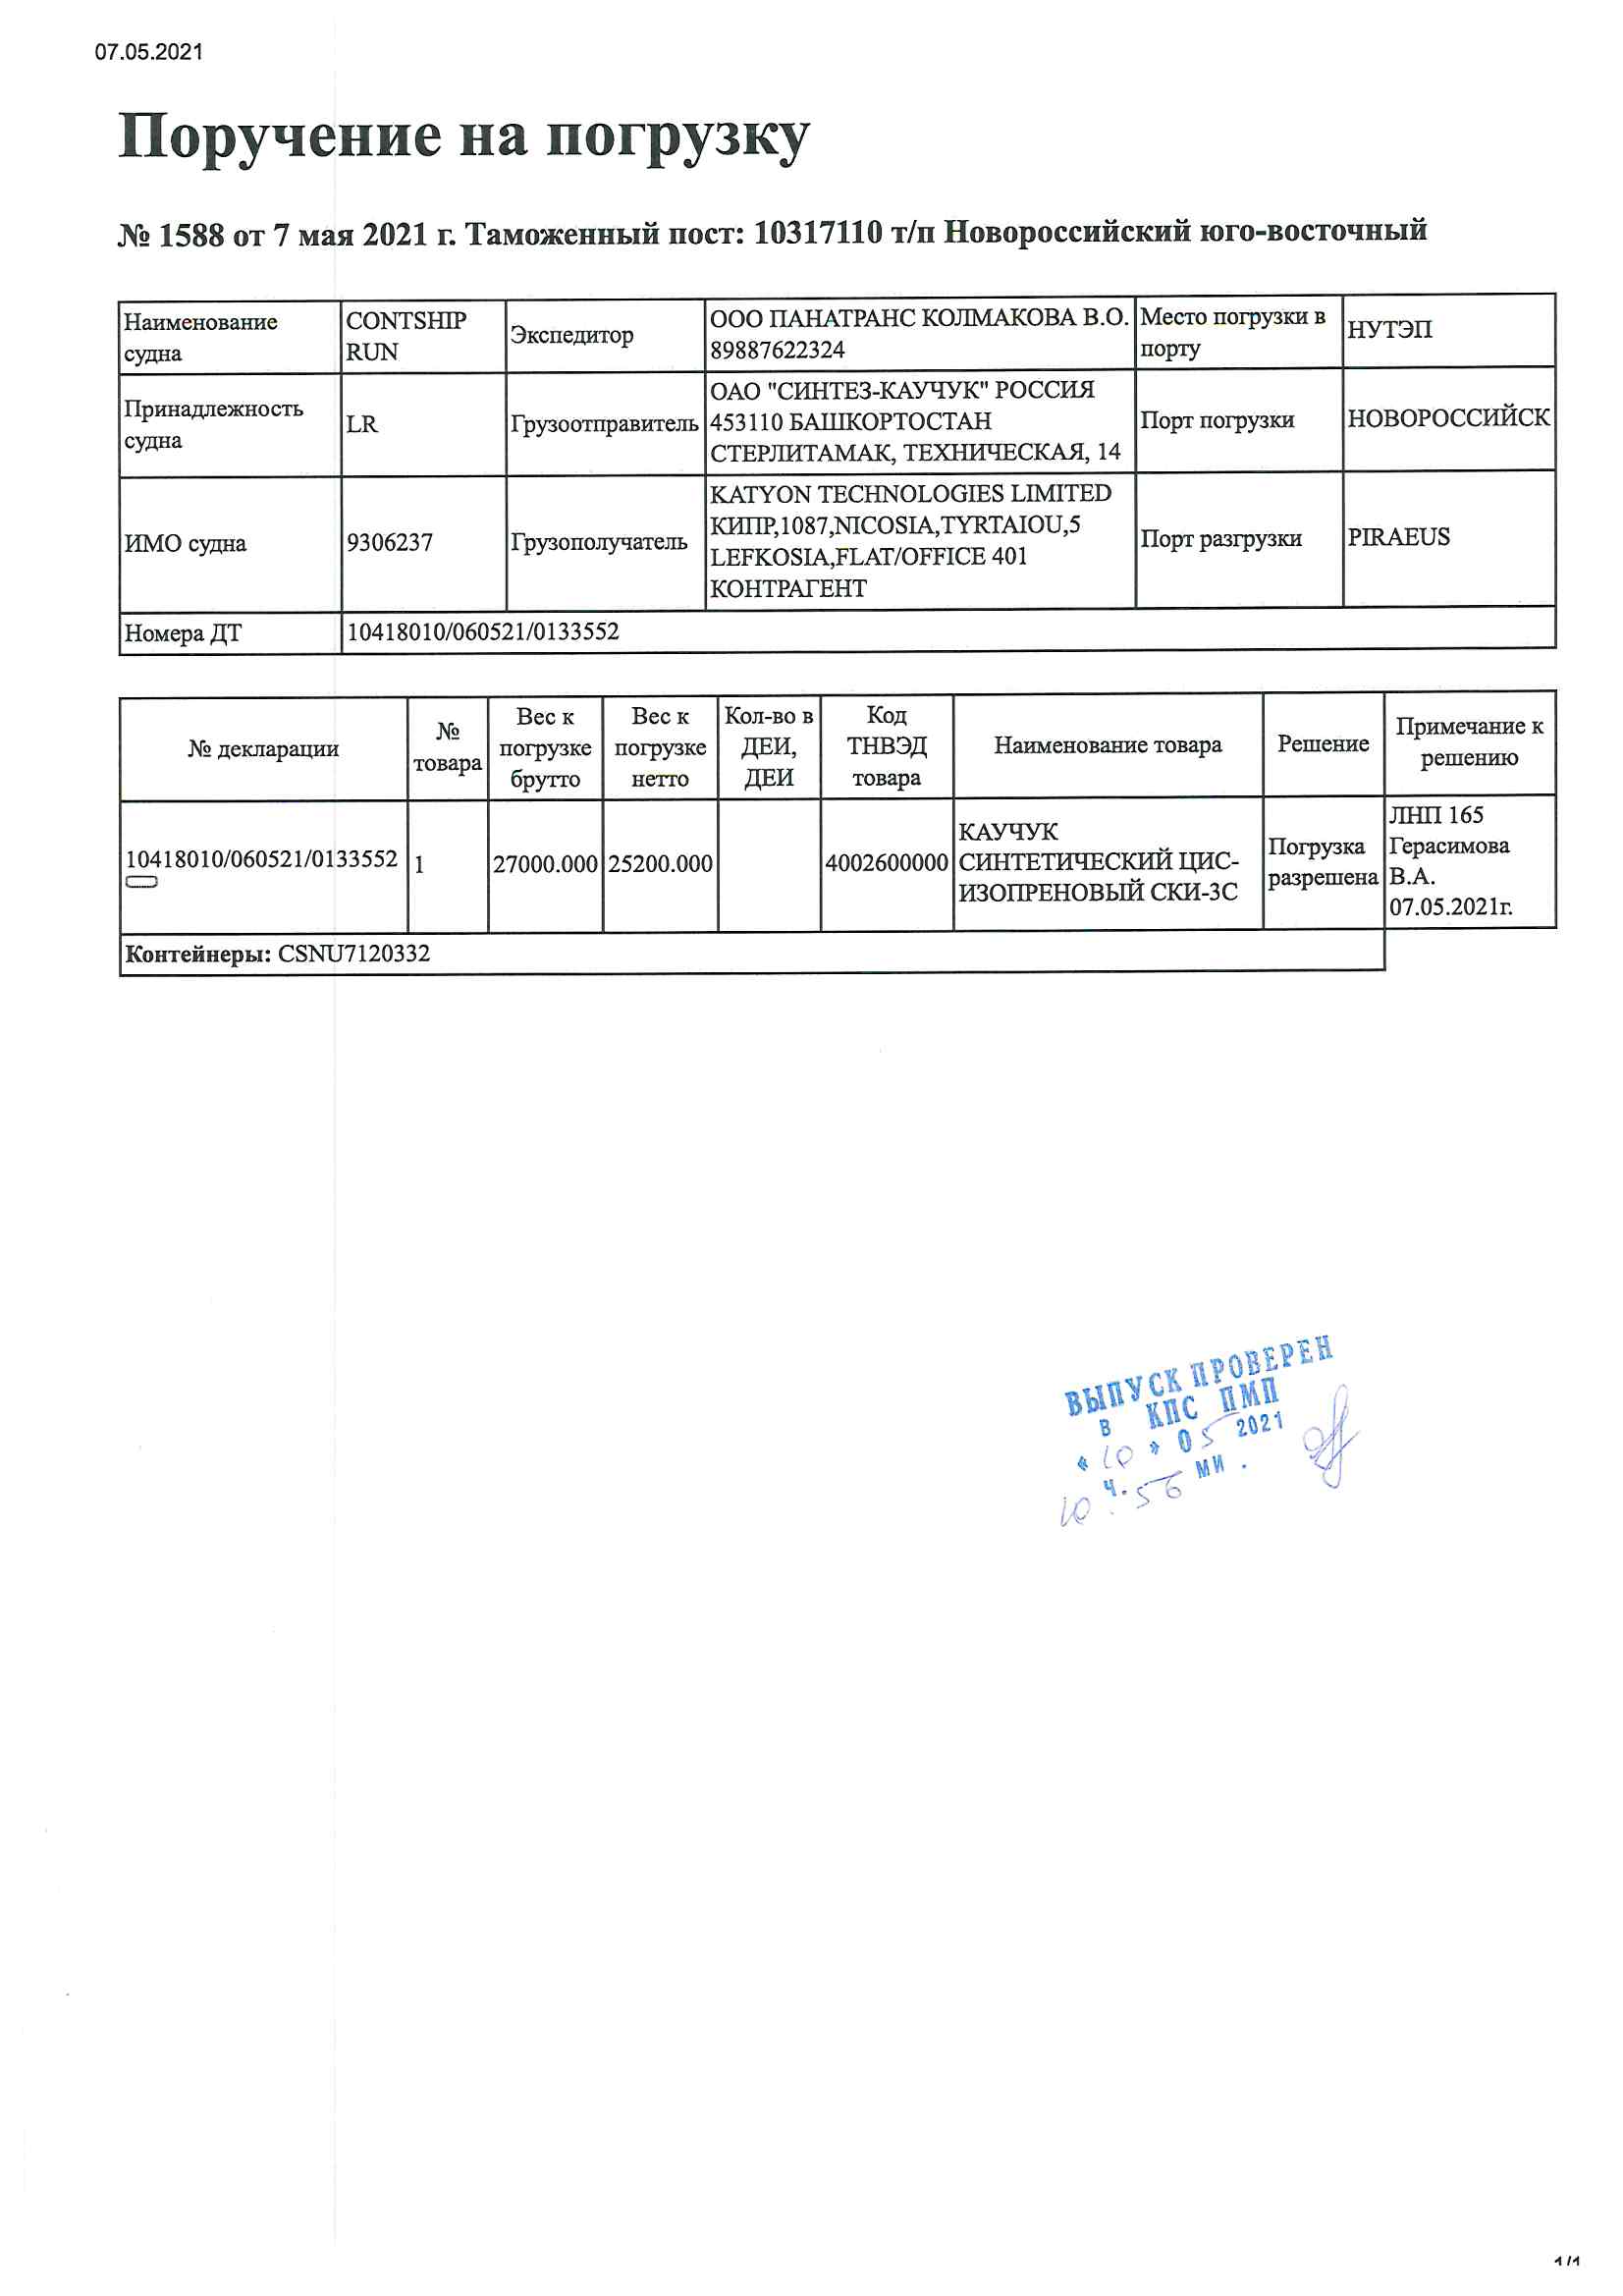 07.05.2021
Поручение на погрузку
№ 1588 от 7 мая 2021 г. Таможенный пост: 10317110 т/п Новороссийский юго-восточный
Наименование судна
CONTSHIP RUN
Экспедитор
ООО ПАНАТРАНС КОЛМАКОВА В.О.
89887622324
Место погрузки в порту
НУТЭП
Принадлежность судна
LR
Грузоотправитель
ОАО "СИНТЕЗ-КАУЧУК" РОССИЯ
453110 БАШКОРТОСТАН
СТЕРЛИТАМАК, ТЕХНИЧЕСКАЯ, 14
Порт погрузки
НОВОРОССИЙСК
ИМО судна
9306237
Грузополучатель
KATYON TECHNOLOGIES LIMITED
КИПР,1087,NICOSIA,TYRTAIOU,5
LEFKOSIA,FLAT/OFFICE 401
КОНТРАГЕНТ
Порт разгрузки
PIRAEUS
Номера ДТ
10418010/060521/0133552
№ декларации
№ товара
Вес к погрузке брутто
Вес к погрузке нетто
Кол-во в ДЕИ, ДЕИ
Код ТНВЭД товара
Наименование товара
Решение
Примечание к решению
10418010/060521/0133552
1
27000.000
25200.000
4002600000
КАУЧУК
СИНТЕТИЧЕСКИЙ ЦИС-
ИЗОПРЕНОВЫЙ СКИ-3С
Погрузка
разрешена
ЛНП 165
Герасимова
В.А.
07.05.2021г.
Контейнеры: CSNU7120332
ВЫПУСК ПРОВЕРЕН
в КПС ПМП
« 10 » 05 2021
10 ч. 56 ми .
1/1